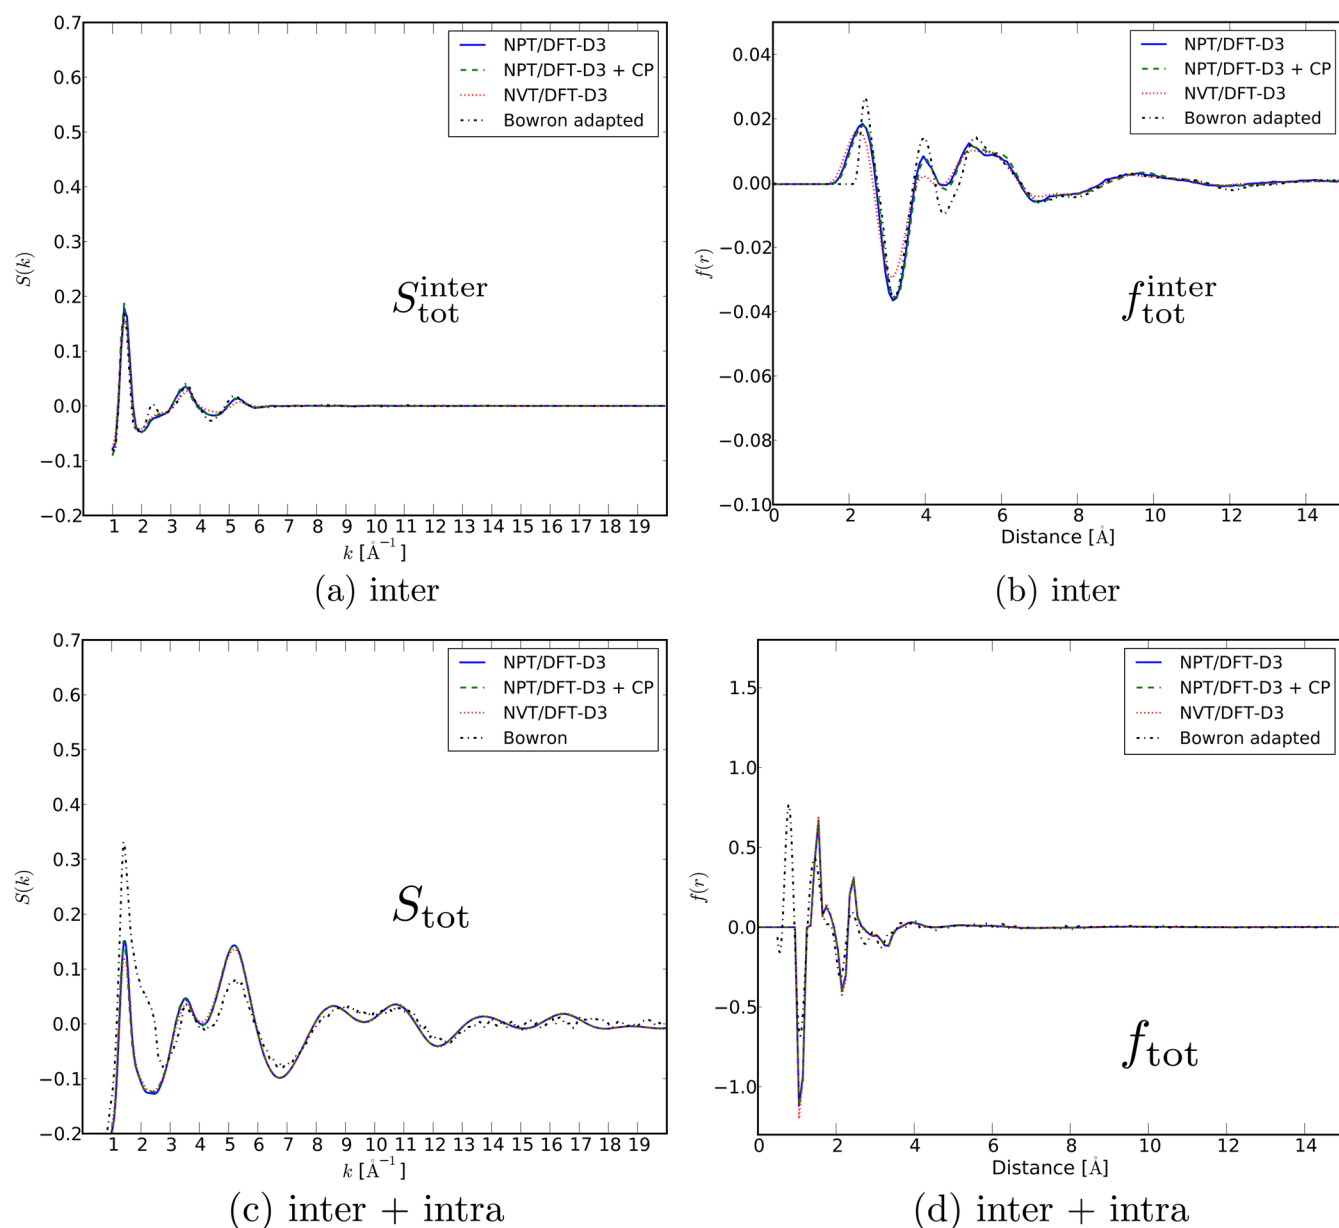 0.7
0.6
0.5
0.4
0.3
0.2
0.1
0.0
−0.1
−0.2
S(k)
NPT/DFT-D3
NPT/DFT-D3 + CP
NVT/DFT-D3
Bowron adapted
S_tot^inter
1 2 3 4 5 6 7 8 9 10 11 12 13 14 15 16 17 18 19
k [Å⁻¹]
(a) inter
0.04
0.02
0.00
−0.02
−0.04
−0.06
−0.08
−0.10
f(r)
NPT/DFT-D3
NPT/DFT-D3 + CP
NVT/DFT-D3
Bowron adapted
f_tot^inter
0 2 4 6 8 10 12 14
Distance [Å]
(b) inter
0.7
0.6
0.5
0.4
0.3
0.2
0.1
0.0
−0.1
−0.2
S(k)
NPT/DFT-D3
NPT/DFT-D3 + CP
NVT/DFT-D3
Bowron
S_tot
1 2 3 4 5 6 7 8 9 10 11 12 13 14 15 16 17 18 19
k [Å⁻¹]
(c) inter + intra
1.5
1.0
0.5
0.0
−0.5
−1.0
f(r)
NPT/DFT-D3
NPT/DFT-D3 + CP
NVT/DFT-D3
Bowron adapted
f_tot
0 2 4 6 8 10 12 14
Distance [Å]
(d) inter + intra